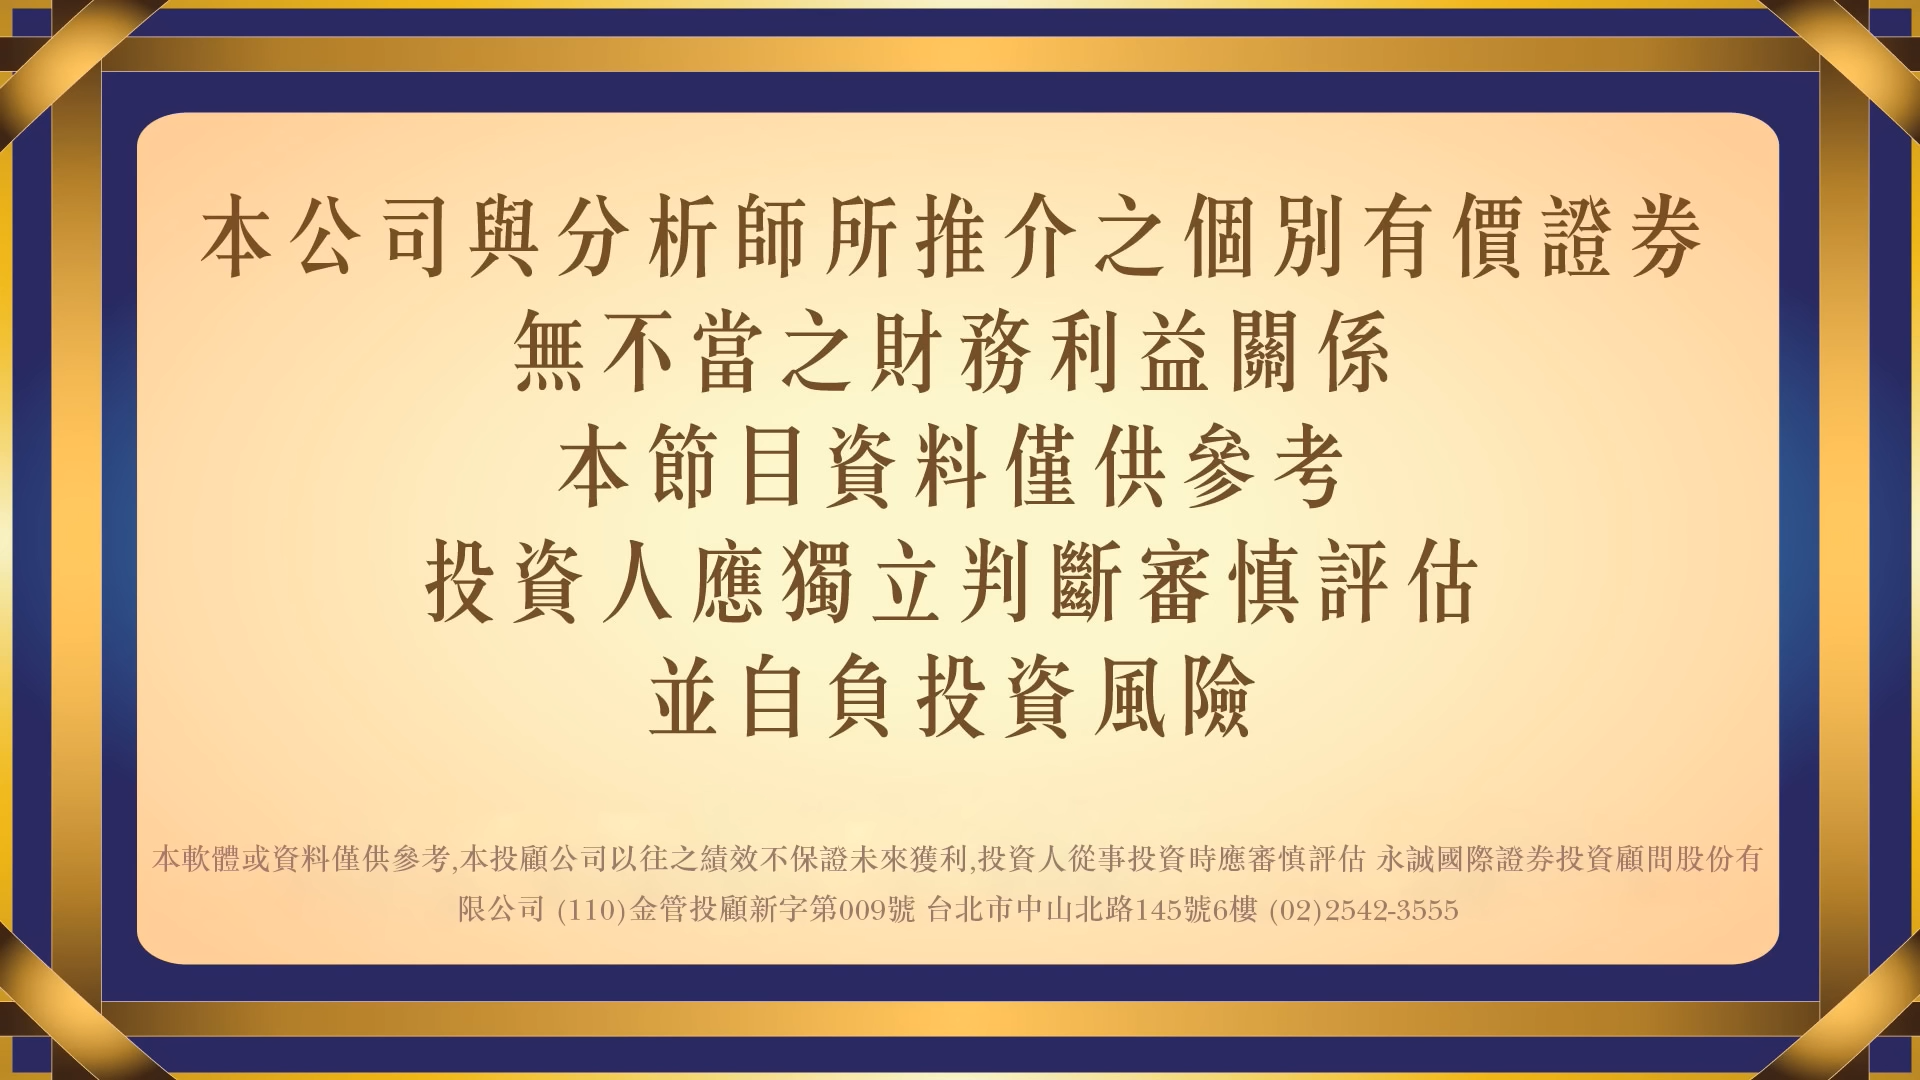 本公司與分析師所推介之個別有價證券
無不當之財務利益關係
本節目資料僅供參考
投資人應獨立判斷審慎評估
並自負投資風險
本軟體或資料僅供參考,本投顧公司以往之績效不保證未來獲利,投資人從事投資時應審慎評估 永誠國際證券投資顧問股份有
限公司 (110)金管投顧新字第009號 台北市中山北路145號6樓 (02)2542-3555